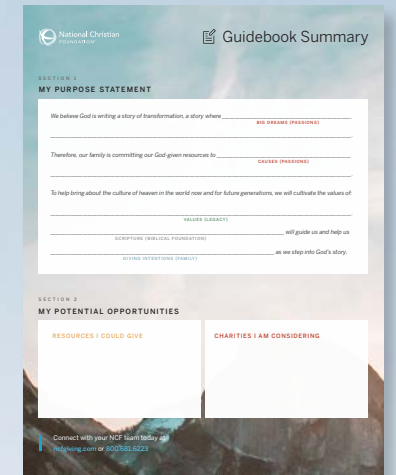 National Christian
FOUNDATION
Guidebook Summary
SECTION 1
MY PURPOSE STATEMENT
We believe God is writing a story of transformation, a story where
BIG DREAMS (PASSIONS)
Therefore, our family is committing our God-given resources to
CAUSES (PASSIONS)
To help bring about the culture of heaven in the world now and for future generations, we will cultivate the values of:
VALUES (LEGACY)
will guide us and help us
SCRIPTURE (BIBLICAL FOUNDATION)
as we step into God's story.
GIVING INTENTIONS (FAMILY)
SECTION 2
MY POTENTIAL OPPORTUNITIES
RESOURCES I COULD GIVE
CHARITIES I AM CONSIDERING
Connect with your NCF team today at
ncfgiving.com or 800.681.6223